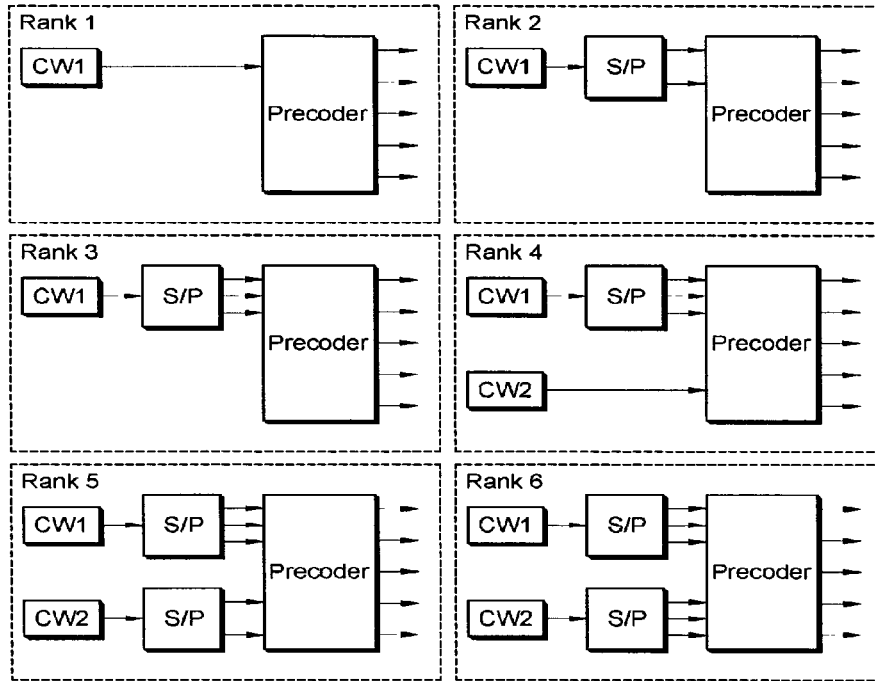 Rank 1
CW1
Precoder
Rank 2
CW1
S/P
Precoder
Rank 3
CW1
S/P
Precoder
Rank 4
CW1
S/P
Precoder
CW2
Rank 5
CW1
S/P
Precoder
CW2
S/P
Rank 6
CW1
S/P
Precoder
CW2
S/P